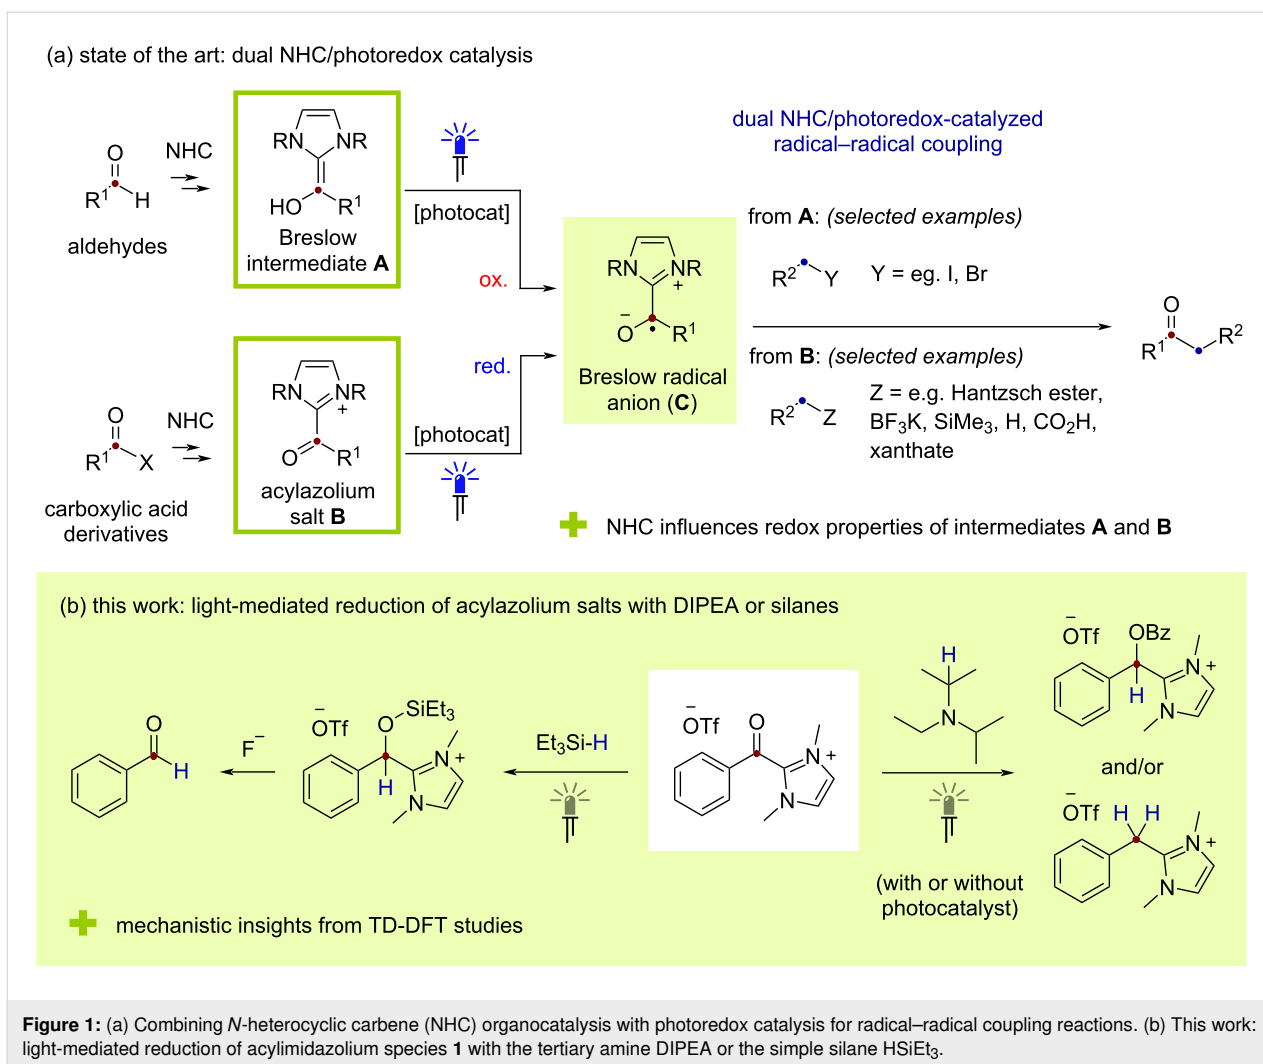 (a) state of the art: dual NHC/photoredox catalysis
O
R¹ H
aldehydes
NHC
RN NR
HO R¹
Breslow
intermediate A
[photocat]
ox.
O
R¹ X
carboxylic acid
derivatives
NHC
RN NR
+
O R¹
acylazolium
salt B
red.
[photocat]
RN NR
+
−
O R¹
Breslow radical
anion (C)
dual NHC/photoredox-catalyzed
radical–radical coupling
from A: (selected examples)
R² Y Y = eg. I, Br
from B: (selected examples)
R² Z Z = e.g. Hantzsch ester,
BF₃K, SiMe₃, H, CO₂H,
xanthate
O
R¹ R²
NHC influences redox properties of intermediates A and B
(b) this work: light-mediated reduction of acylazolium salts with DIPEA or silanes
O
H
F⁻
−
OTf
O SiEt₃
H
N +
N
Et₃Si-H
−
OTf
O
N +
N
H
N
(with or without
photocatalyst)
−
OTf
OBz
H
N +
N
and/or
−
OTf
H H
N +
N
mechanistic insights from TD-DFT studies
Figure 1: (a) Combining N-heterocyclic carbene (NHC) organocatalysis with photoredox catalysis for radical–radical coupling reactions. (b) This work:
light-mediated reduction of acylimidazolium species 1 with the tertiary amine DIPEA or the simple silane HSiEt₃.